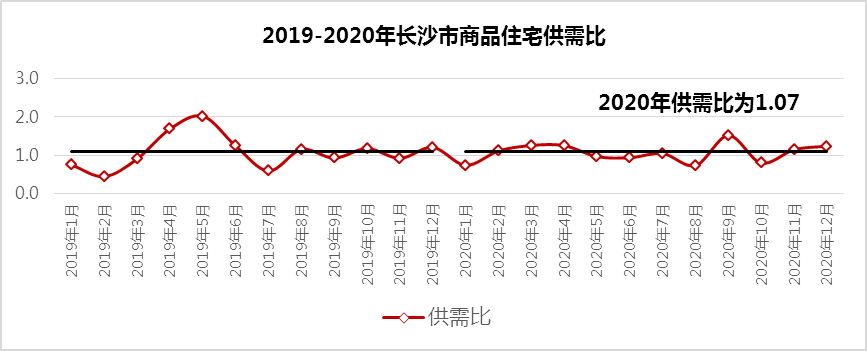 2019-2020年长沙市商品住宅供需比
3.0
2.0
1.0
0.0
2020年供需比为1.07
2019年1月
2019年2月
2019年3月
2019年4月
2019年5月
2019年6月
2019年7月
2019年8月
2019年9月
2019年10月
2019年11月
2019年12月
2020年1月
2020年2月
2020年3月
2020年4月
2020年5月
2020年6月
2020年7月
2020年8月
2020年9月
2020年10月
2020年11月
2020年12月
供需比